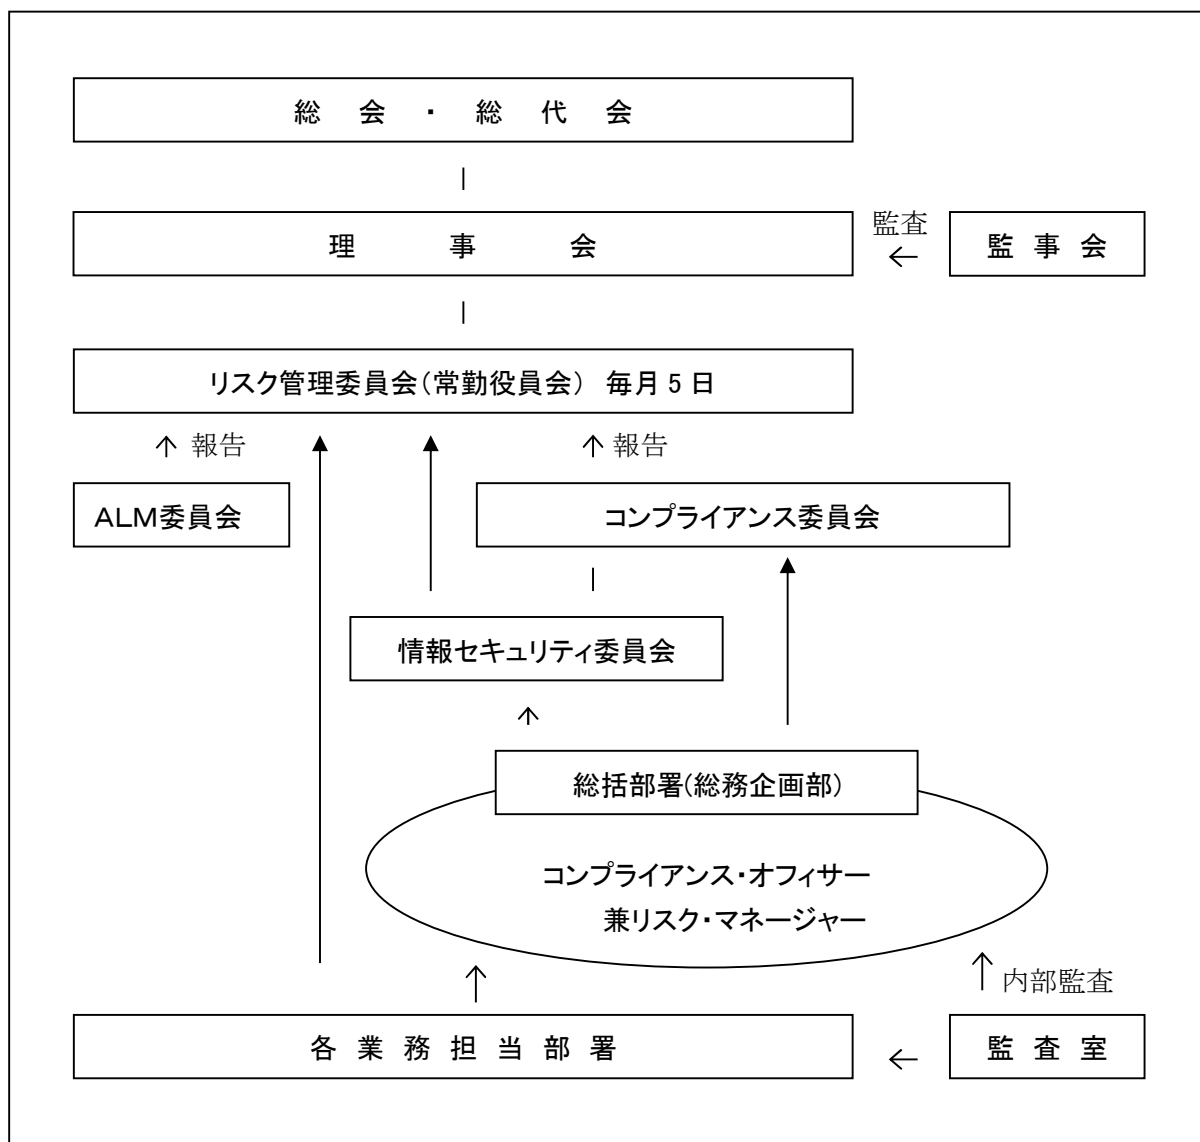 総会・総代会
監査
理事会
監事会
リスク管理委員会(常勤役員会) 毎月5日
報告
報告
ALM委員会
コンプライアンス委員会
情報セキュリティ委員会
総括部署(総務企画部)
コンプライアンス・オフィサー
兼リスク・マネージャー
内部監査
各業務担当部署
監査室